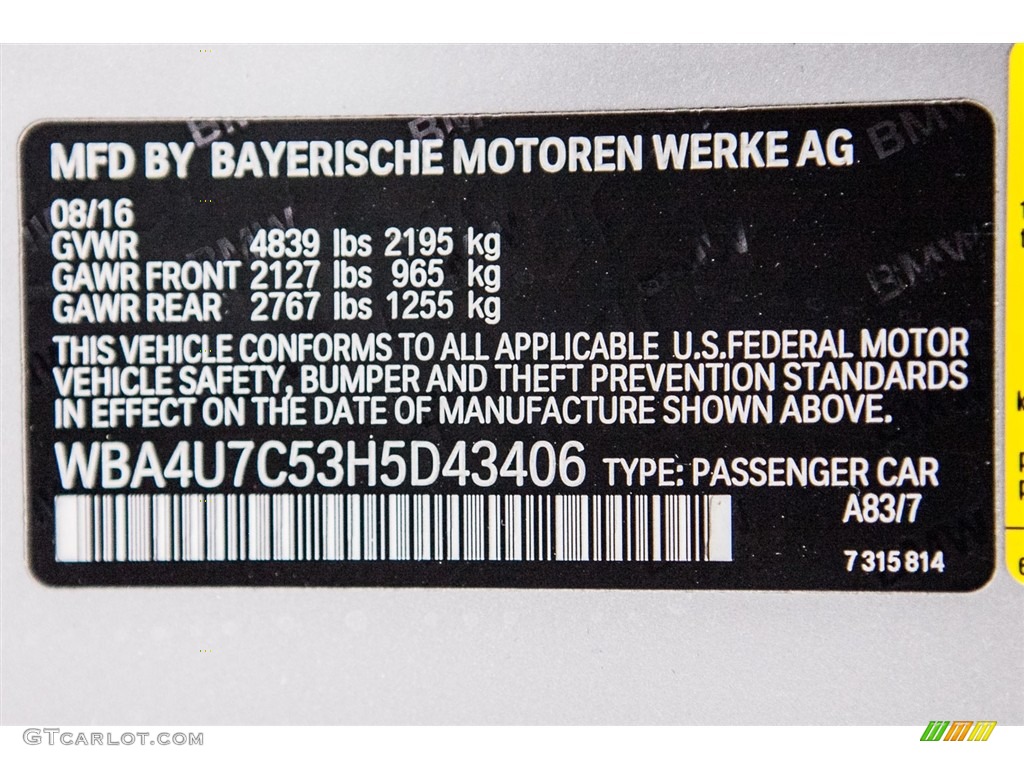 MFD BY BAYERISCHE MOTOREN WERKE AG
08/16
GVWR 4839 lbs 2195 kg
GAWR FRONT 2127 lbs 965 kg
GAWR REAR 2767 lbs 1255 kg
THIS VEHICLE CONFORMS TO ALL APPLICABLE U.S.FEDERAL MOTOR
VEHICLE SAFETY, BUMPER AND THEFT PREVENTION STANDARDS
IN EFFECT ON THE DATE OF MANUFACTURE SHOWN ABOVE.
WBA4U7C53H5D43406 TYPE: PASSENGER CAR
A83/7
7 315 814
GTCARLOT.COM